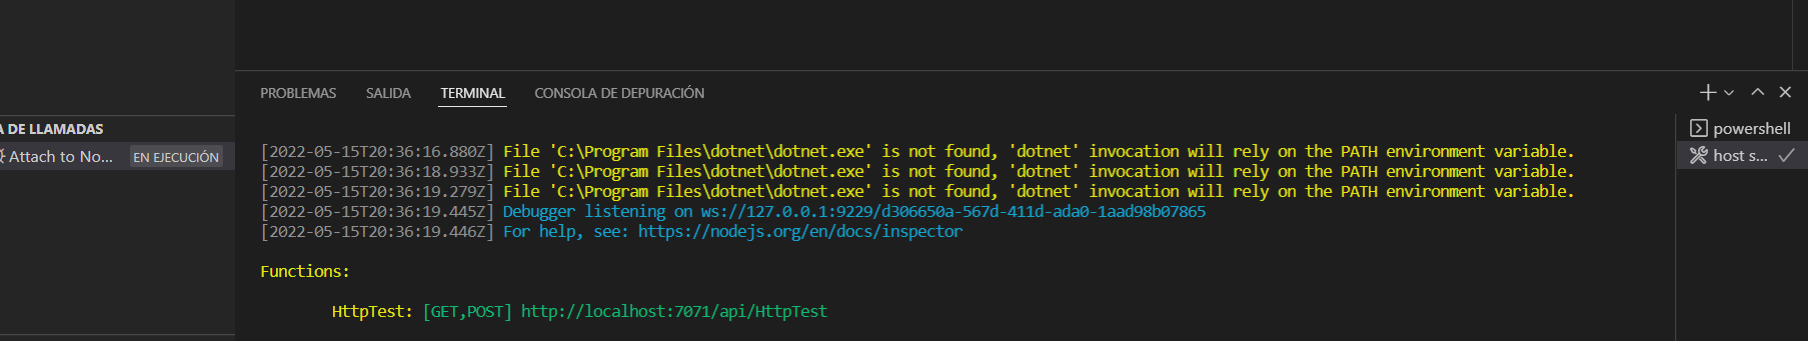 PROBLEMAS SALIDA TERMINAL CONSOLA DE DEPURACIÓN
A DE LLAMADAS
Attach to No... EN EJECUCIÓN
[2022-05-15T20:36:16.880Z] File 'C:\Program Files\dotnet\dotnet.exe' is not found, 'dotnet' invocation will rely on the PATH environment variable.
[2022-05-15T20:36:18.933Z] File 'C:\Program Files\dotnet\dotnet.exe' is not found, 'dotnet' invocation will rely on the PATH environment variable.
[2022-05-15T20:36:19.279Z] File 'C:\Program Files\dotnet\dotnet.exe' is not found, 'dotnet' invocation will rely on the PATH environment variable.
[2022-05-15T20:36:19.445Z] Debugger listening on ws://127.0.0.1:9229/d306650a-567d-411d-ada0-1aad98b07865
[2022-05-15T20:36:19.446Z] For help, see: https://nodejs.org/en/docs/inspector
Functions:
HttpTest: [GET,POST] http://localhost:7071/api/HttpTest
powershell
host s...